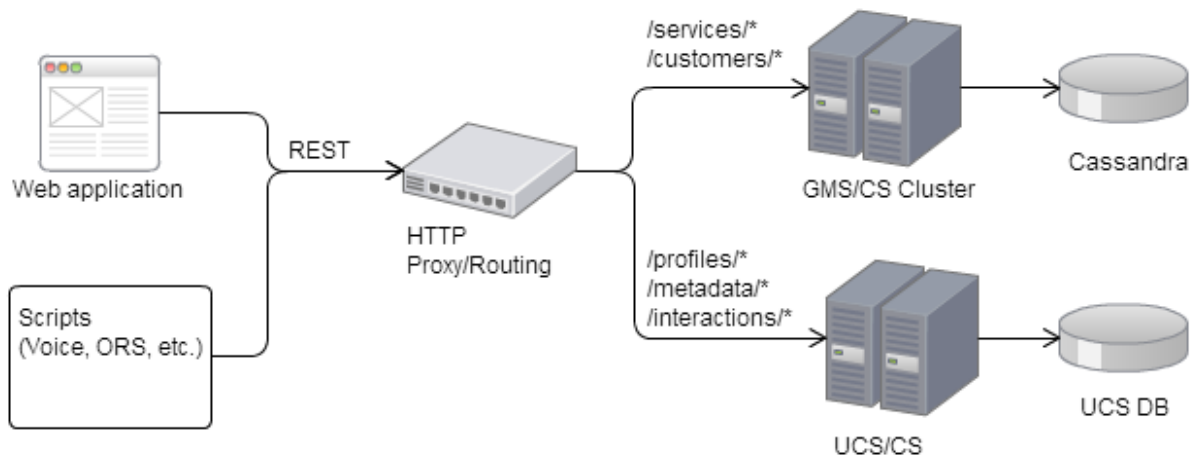 Web application
Scripts
(Voice, ORS, etc.)
REST
HTTP
Proxy/Routing
/services/*
/customers/*
GMS/CS Cluster
Cassandra
/profiles/*
/metadata/*
/interactions/*
UCS/CS
UCS DB